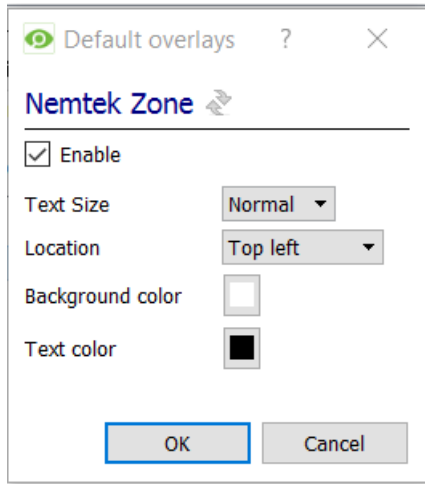 Default overlays ?
Nemtek Zone
Enable
Text Size Normal
Location Top left
Background color
Text color
OK Cancel